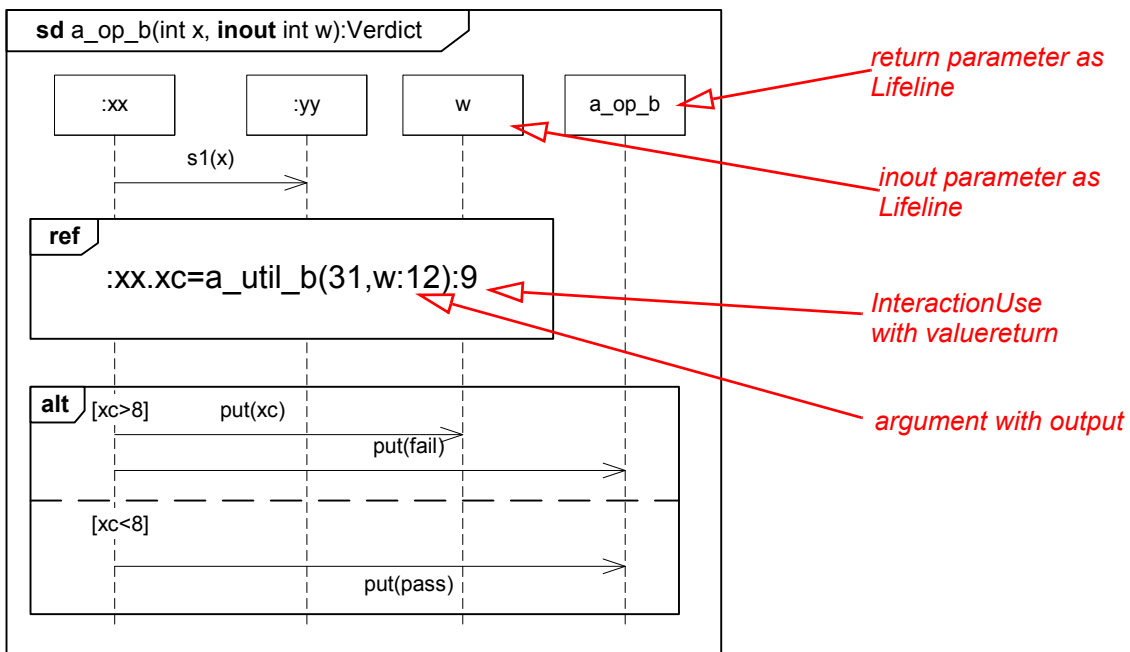 sd a_op_b(int x, inout int w):Verdict
return parameter as
Lifeline
:xx
:yy
w
a_op_b
s1(x)
inout parameter as
Lifeline
ref
:xx.xc=a_util_b(31,w:12):9
InteractionUse
with valuereturn
alt
[xc>8]
put(xc)
argument with output
put(fail)
[xc<8]
put(pass)